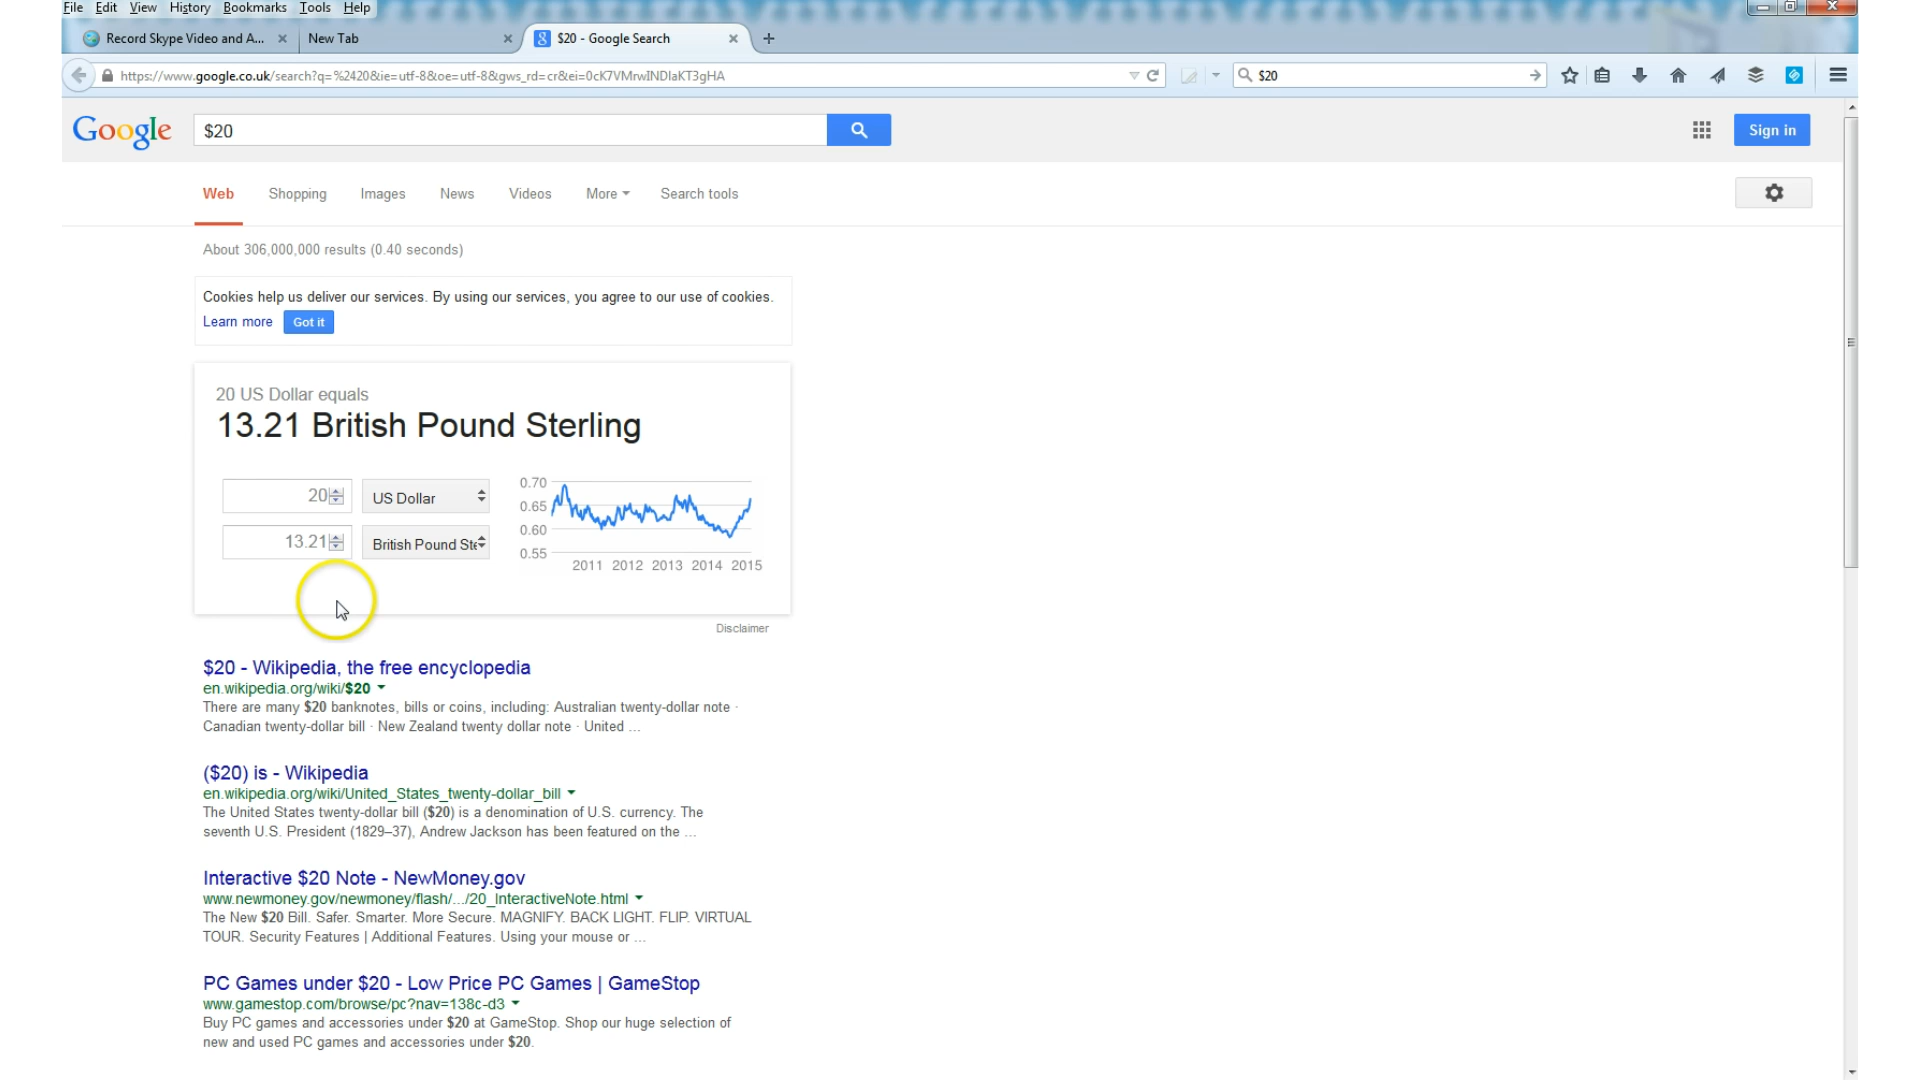 File Edit View History Bookmarks Tools Help
Record Skype Video and A... × New Tab × $20 - Google Search × +
https://www.google.co.uk/search?q=%2420&ie=utf-8&oe=utf-8&gws_rd=cr&ei=0cK7VMrwINDlaKT3gHA
$20
Google
$20
Sign in
Web Shopping Images News Videos More Search tools
About 306,000,000 results (0.40 seconds)
Cookies help us deliver our services. By using our services, you agree to our use of cookies.
Learn more Got it
20 US Dollar equals
13.21 British Pound Sterling
20 US Dollar
13.21 British Pound Ste
0.70
0.65
0.60
0.55
2011 2012 2013 2014 2015
Disclaimer
$20 - Wikipedia, the free encyclopedia
en.wikipedia.org/wiki/$20
There are many $20 banknotes, bills or coins, including: Australian twenty-dollar note ·
Canadian twenty-dollar bill · New Zealand twenty dollar note · United ...
($20) is - Wikipedia
en.wikipedia.org/wiki/United_States_twenty-dollar_bill
The United States twenty-dollar bill ($20) is a denomination of U.S. currency. The
seventh U.S. President (1829–37), Andrew Jackson has been featured on the ...
Interactive $20 Note - NewMoney.gov
www.newmoney.gov/newmoney/flash/.../20_InteractiveNote.html
The New $20 Bill. Safer. Smarter. More Secure. MAGNIFY. BACK LIGHT. FLIP. VIRTUAL
TOUR. Security Features | Additional Features. Using your mouse or ...
PC Games under $20 - Low Price PC Games | GameStop
www.gamestop.com/browse/pc?nav=138c-d3
Buy PC games and accessories under $20 at GameStop. Shop our huge selection of
new and used PC games and accessories under $20.